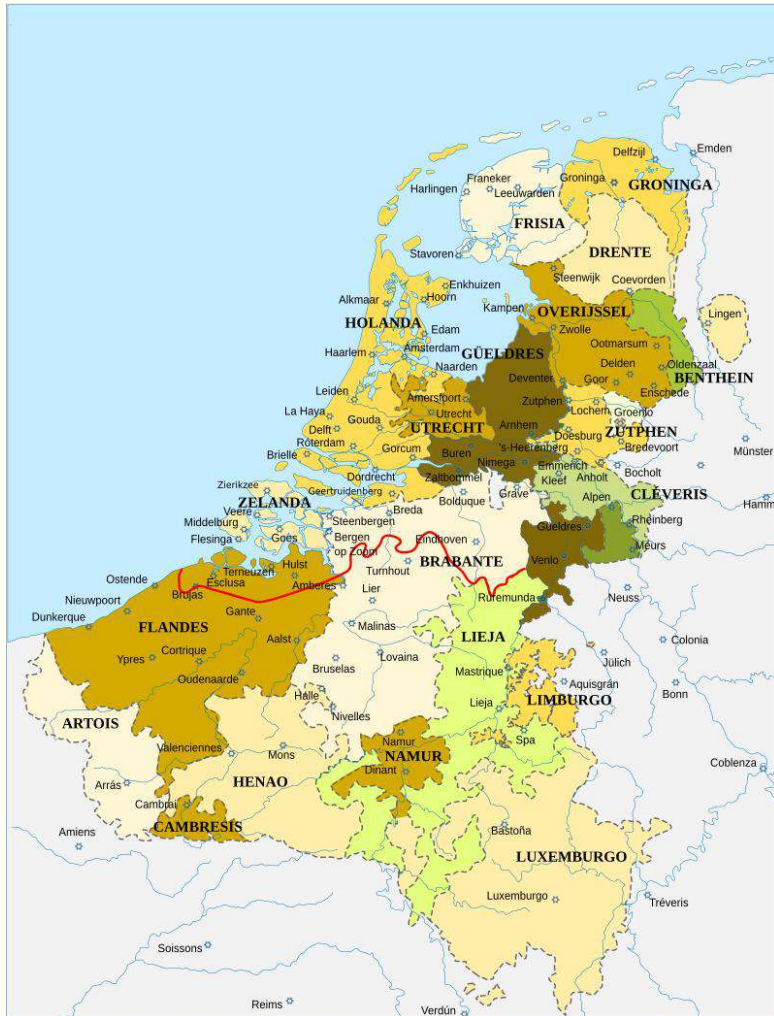 Delfzijl
Emden
Groninga
GRONINGA
Franeker
Harlingen
Leeuwarden
FRISIA
DRENTE
Stavoren
Steenwijk
Coevorden
Enkhuizen
Kampen
Lingen
Alkmaar
Hoorn
OVERIJSSEL
HOLANDA
Edam
Zwolle
Ootmarsum
Amsterdam
GÜELDRES
Haarlem
Oldenzaal
Naarden
Delden
BENTHEIN
Deventer
Goor
Enschede
Leiden
Amersfoort
Zutphen
Lochem
Groenlo
La Haya
Gouda
Utrecht
UTRECHT
Arnhem
ZUTPHEN
Delft
Doesburg
Róterdam
's-Heerenberg
Bredevoort
Münster
Brielle
Gorcum
Buren
Nimega
Emmerich
Bocholt
Dordrecht
Zaltbommel
Kleef
Anholt
Zierikzee
Geertruidenberg
Bolduque
Grave
Alpen
CLÉVERIS
Hamm
ZELANDA
Veere
Steenbergen
Breda
Middelburg
Güeldres
Rheinberg
Flesinga
Goes
Bergen
op Zoom
Eindhoven
Meurs
Terneuzen
Hulst
BRABANTE
Venlo
Ostende
Esclusa
Turnhout
Brujas
Amberes
Lier
Ruremunda
Neuss
Nieuwpoort
Gante
Dunkerque
FLANDES
Malinas
LIEJA
Aalst
Colonia
Cortrique
Ypres
Bruselas
Lovaina
Jülich
Oudenaarde
Mastrique
Aquisgrán
Halle
Bonn
ARTOIS
Nivelles
Lieja
LIMBURGO
Valenciennes
Namur
Spa
Mons
NAMUR
Coblenza
Arrás
HENAO
Dinant
Cambrai
CAMBRESIS
Bastoña
Amiens
LUXEMBURGO
Luxemburgo
Tréveris
Soissons
Reims
Verdún